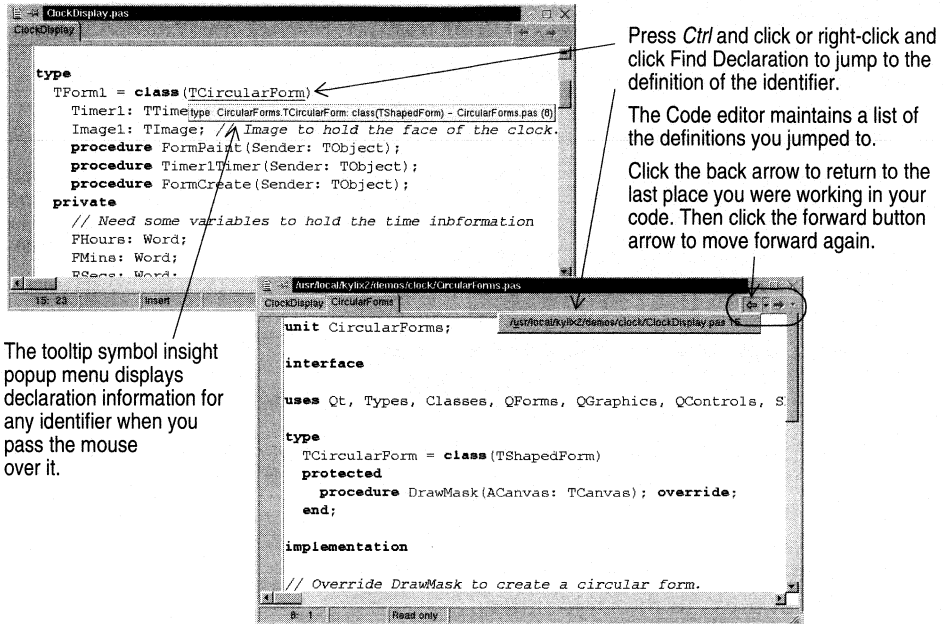 ClockDisplay.pas
ClockDisplay
type
TForm1 = class(TCircularForm)
Timer1: TTime
type CircularForms.TCircularForm: class(TShapedForm) – CircularForms.pas (8)
Image1: TImage; // Image to hold the face of the clock.
procedure FormPaint(Sender: TObject);
procedure Timer1Timer(Sender: TObject);
procedure FormCreate(Sender: TObject);
private
// Need some variables to hold the time inbformation
FHours: Word;
FMins: Word;
FSecs: Word;
15: 23 Insert
Press Ctrl and click or right-click and
click Find Declaration to jump to the
definition of the identifier.
The Code editor maintains a list of
the definitions you jumped to.
Click the back arrow to return to the
last place you were working in your
code. Then click the forward button
arrow to move forward again.
The tooltip symbol insight
popup menu displays
declaration information for
any identifier when you
pass the mouse
over it.
/usr/local/kylix2/demos/clock/CircularForms.pas
ClockDisplay CircularForms
/usr/local/kylix2/demos/clock/ClockDisplay.pas 15
unit CircularForms;
interface
uses Qt, Types, Classes, QForms, QGraphics, QControls, S
type
TCircularForm = class(TShapedForm)
protected
procedure DrawMask(ACanvas: TCanvas); override;
end;
implementation
// Override DrawMask to create a circular form.
8: 1 Read only